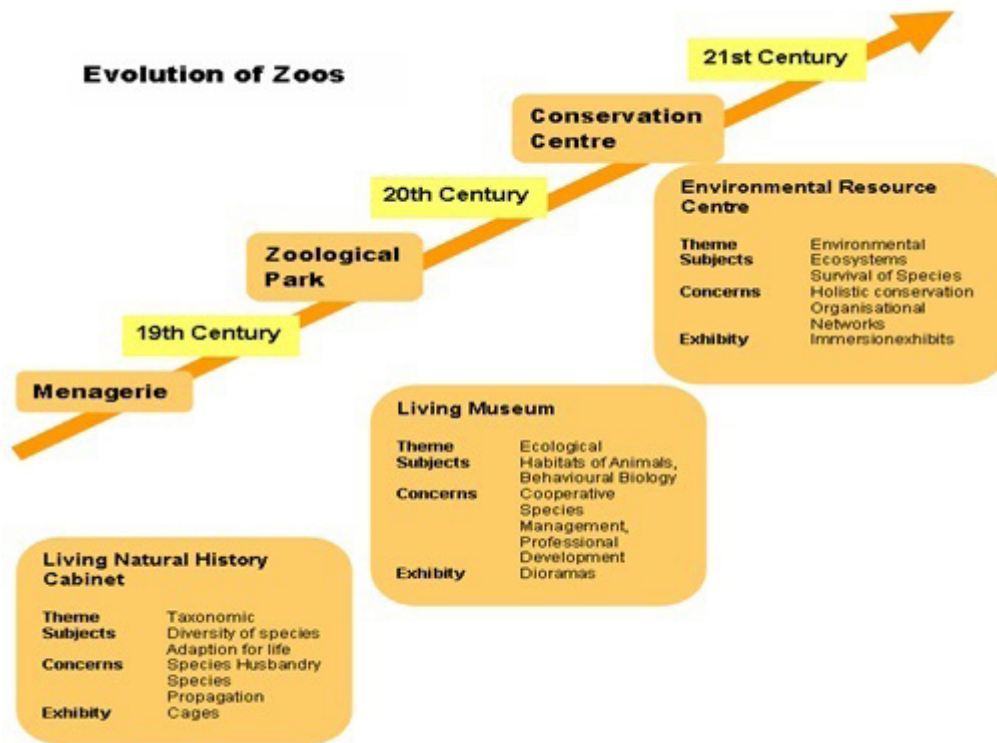 Evolution of Zoos
21st Century
Conservation
Centre
20th Century
Zoological
Park
19th Century
Menagerie
Environmental Resource
Centre
Theme Environmental
Subjects Ecosystems
Survival of Species
Concerns Holistic conservation
Organisational
Networks
Exhibity Immersionexhibits
Living Museum
Theme Ecological
Subjects Habitats of Animals,
Behavioural Biology
Concerns Cooperative
Species
Management,
Professional
Development
Exhibity Dioramas
Living Natural History
Cabinet
Theme Taxonomic
Subjects Diversity of species
Adaption for life
Concerns Species Husbandry
Species
Propagation
Exhibity Cages